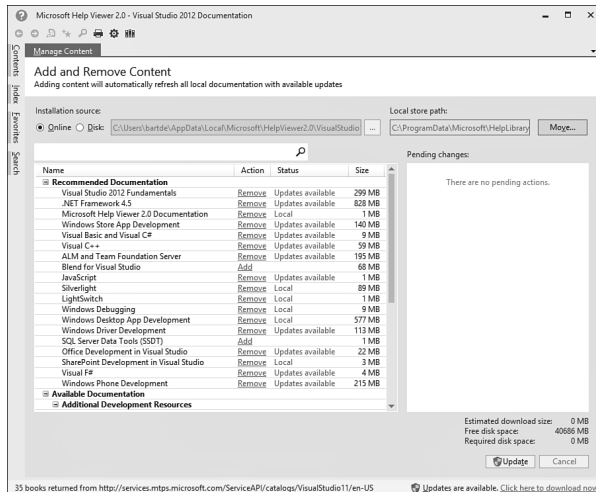 Microsoft Help Viewer 2.0 - Visual Studio 2012 Documentation
Manage Content
Contents
Index
Favorites
Search
Add and Remove Content
Adding content will automatically refresh all local documentation with available updates
Installation source:
Online Disk: C:\Users\bartde\AppData\Local\Microsoft\HelpViewer2.0\VisualStudio ...
Local store path:
C:\ProgramData\Microsoft\HelpLibrary Move...
Name Action Status Size
Recommended Documentation
Visual Studio 2012 Fundamentals Remove Updates available 299 MB
.NET Framework 4.5 Remove Updates available 828 MB
Microsoft Help Viewer 2.0 Documentation Remove Local 1 MB
Windows Store App Development Remove Updates available 140 MB
Visual Basic and Visual C# Remove Updates available 9 MB
Visual C++ Remove Updates available 59 MB
ALM and Team Foundation Server Remove Updates available 195 MB
Blend for Visual Studio Add 68 MB
JavaScript Remove Updates available 1 MB
Silverlight Remove Local 89 MB
LightSwitch Remove Local 1 MB
Windows Debugging Remove Local 9 MB
Windows Desktop App Development Remove Local 577 MB
Windows Driver Development Remove Updates available 113 MB
SQL Server Data Tools (SSDT) Add 1 MB
Office Development in Visual Studio Remove Updates available 22 MB
SharePoint Development in Visual Studio Remove Local 3 MB
Visual F# Remove Updates available 4 MB
Windows Phone Development Remove Updates available 215 MB
Available Documentation
Additional Development Resources
Pending changes:
There are no pending actions.
Estimated download size: 0 MB
Free disk space: 40686 MB
Required disk space: 0 MB
Update Cancel
35 books returned from http://services.mtps.microsoft.com/ServiceAPI/catalogs/VisualStudio11/en-US
Updates are available. Click here to download now